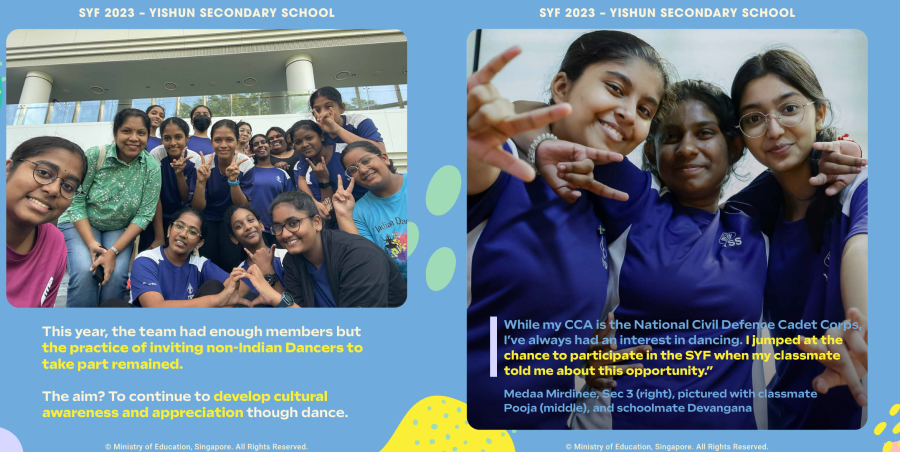 SYF 2023 – YISHUN SECONDARY SCHOOL
This year, the team had enough members but
the practice of inviting non-Indian Dancers to
take part remained.
The aim? To continue to develop cultural
awareness and appreciation though dance.
© Ministry of Education, Singapore. All Rights Reserved.
SYF 2023 – YISHUN SECONDARY SCHOOL
SS
While my CCA is the National Civil Defence Cadet Corps,
I’ve always had an interest in dancing. I jumped at the
chance to participate in the SYF when my classmate
told me about this opportunity.”
Medaa Mirdinee, Sec 3 (right), pictured with classmate
Pooja (middle), and schoolmate Devangana
© Ministry of Education, Singapore. All Rights Reserved.